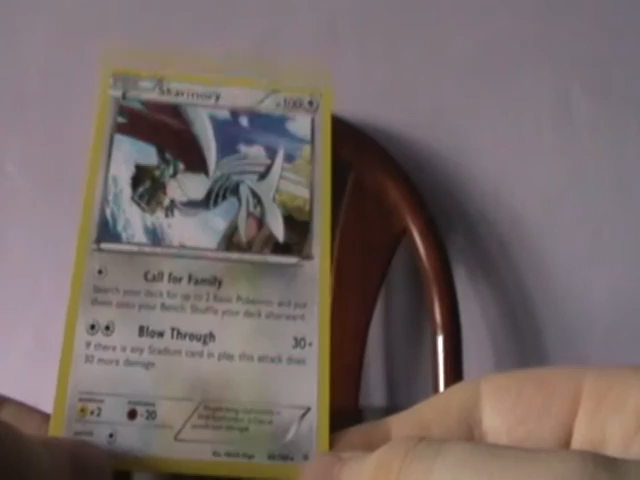 Skarmory
100
Call for Family
Search your deck for up to 2 Basic Pokémon and put
them onto your Bench. Shuffle your deck afterward.
Blow Through 30+
If there is any Stadium card in play, this attack does
30 more damage.
×2 -20